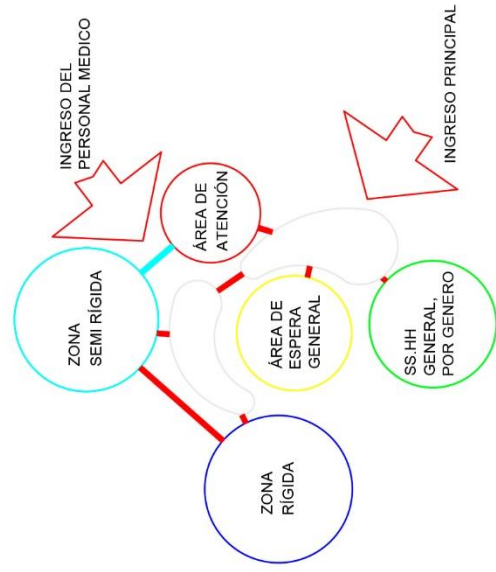 INGRESO DEL
PERSONAL MEDICO
INGRESO PRINCIPAL
ZONA
SEMI RÍGIDA
ÁREA DE
ATENCIÓN
ÁREA DE
ESPERA
GENERAL
SS.HH
GENERAL,
POR GENERO
ZONA
RÍGIDA